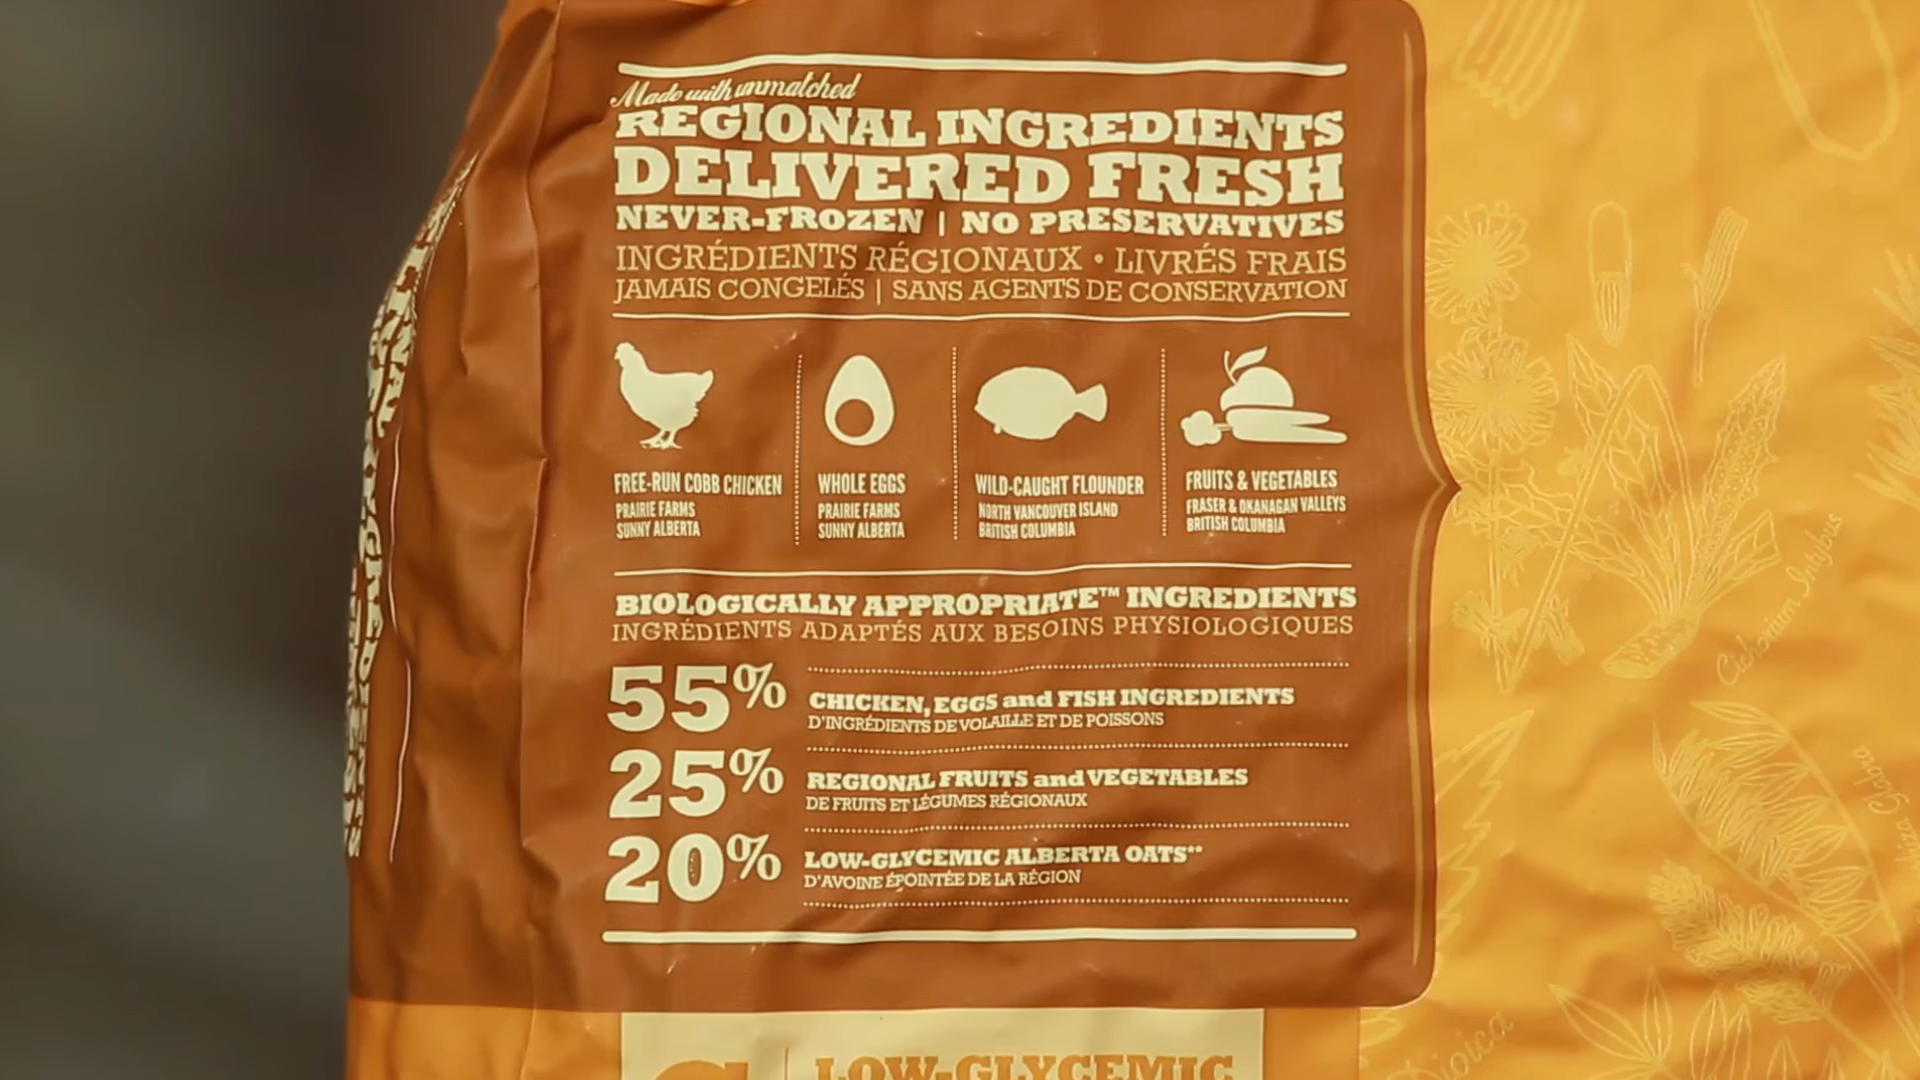 Made with unmatched
REGIONAL INGREDIENTS
DELIVERED FRESH
NEVER-FROZEN | NO PRESERVATIVES
INGRÉDIENTS RÉGIONAUX • LIVRÉS FRAIS
JAMAIS CONGELÉS | SANS AGENTS DE CONSERVATION
FREE-RUN COBB CHICKEN
PRAIRIE FARMS
SUNNY ALBERTA
WHOLE EGGS
PRAIRIE FARMS
SUNNY ALBERTA
WILD-CAUGHT FLOUNDER
NORTH VANCOUVER ISLAND
BRITISH COLUMBIA
FRUITS & VEGETABLES
FRASER & OKANAGAN VALLEYS
BRITISH COLUMBIA
BIOLOGICALLY APPROPRIATE™ INGREDIENTS
INGRÉDIENTS ADAPTÉS AUX BESOINS PHYSIOLOGIQUES
55% CHICKEN, EGGS and FISH INGREDIENTS
D'INGRÉDIENTS DE VOLAILLE ET DE POISSONS
25% REGIONAL FRUITS and VEGETABLES
DE FRUITS ET LÉGUMES RÉGIONAUX
20% LOW-GLYCEMIC ALBERTA OATS**
D'AVOINE ÉPOINTÉE DE LA RÉGION
LOW-GLYCEMIC
Cichorium Intybus
Dioica